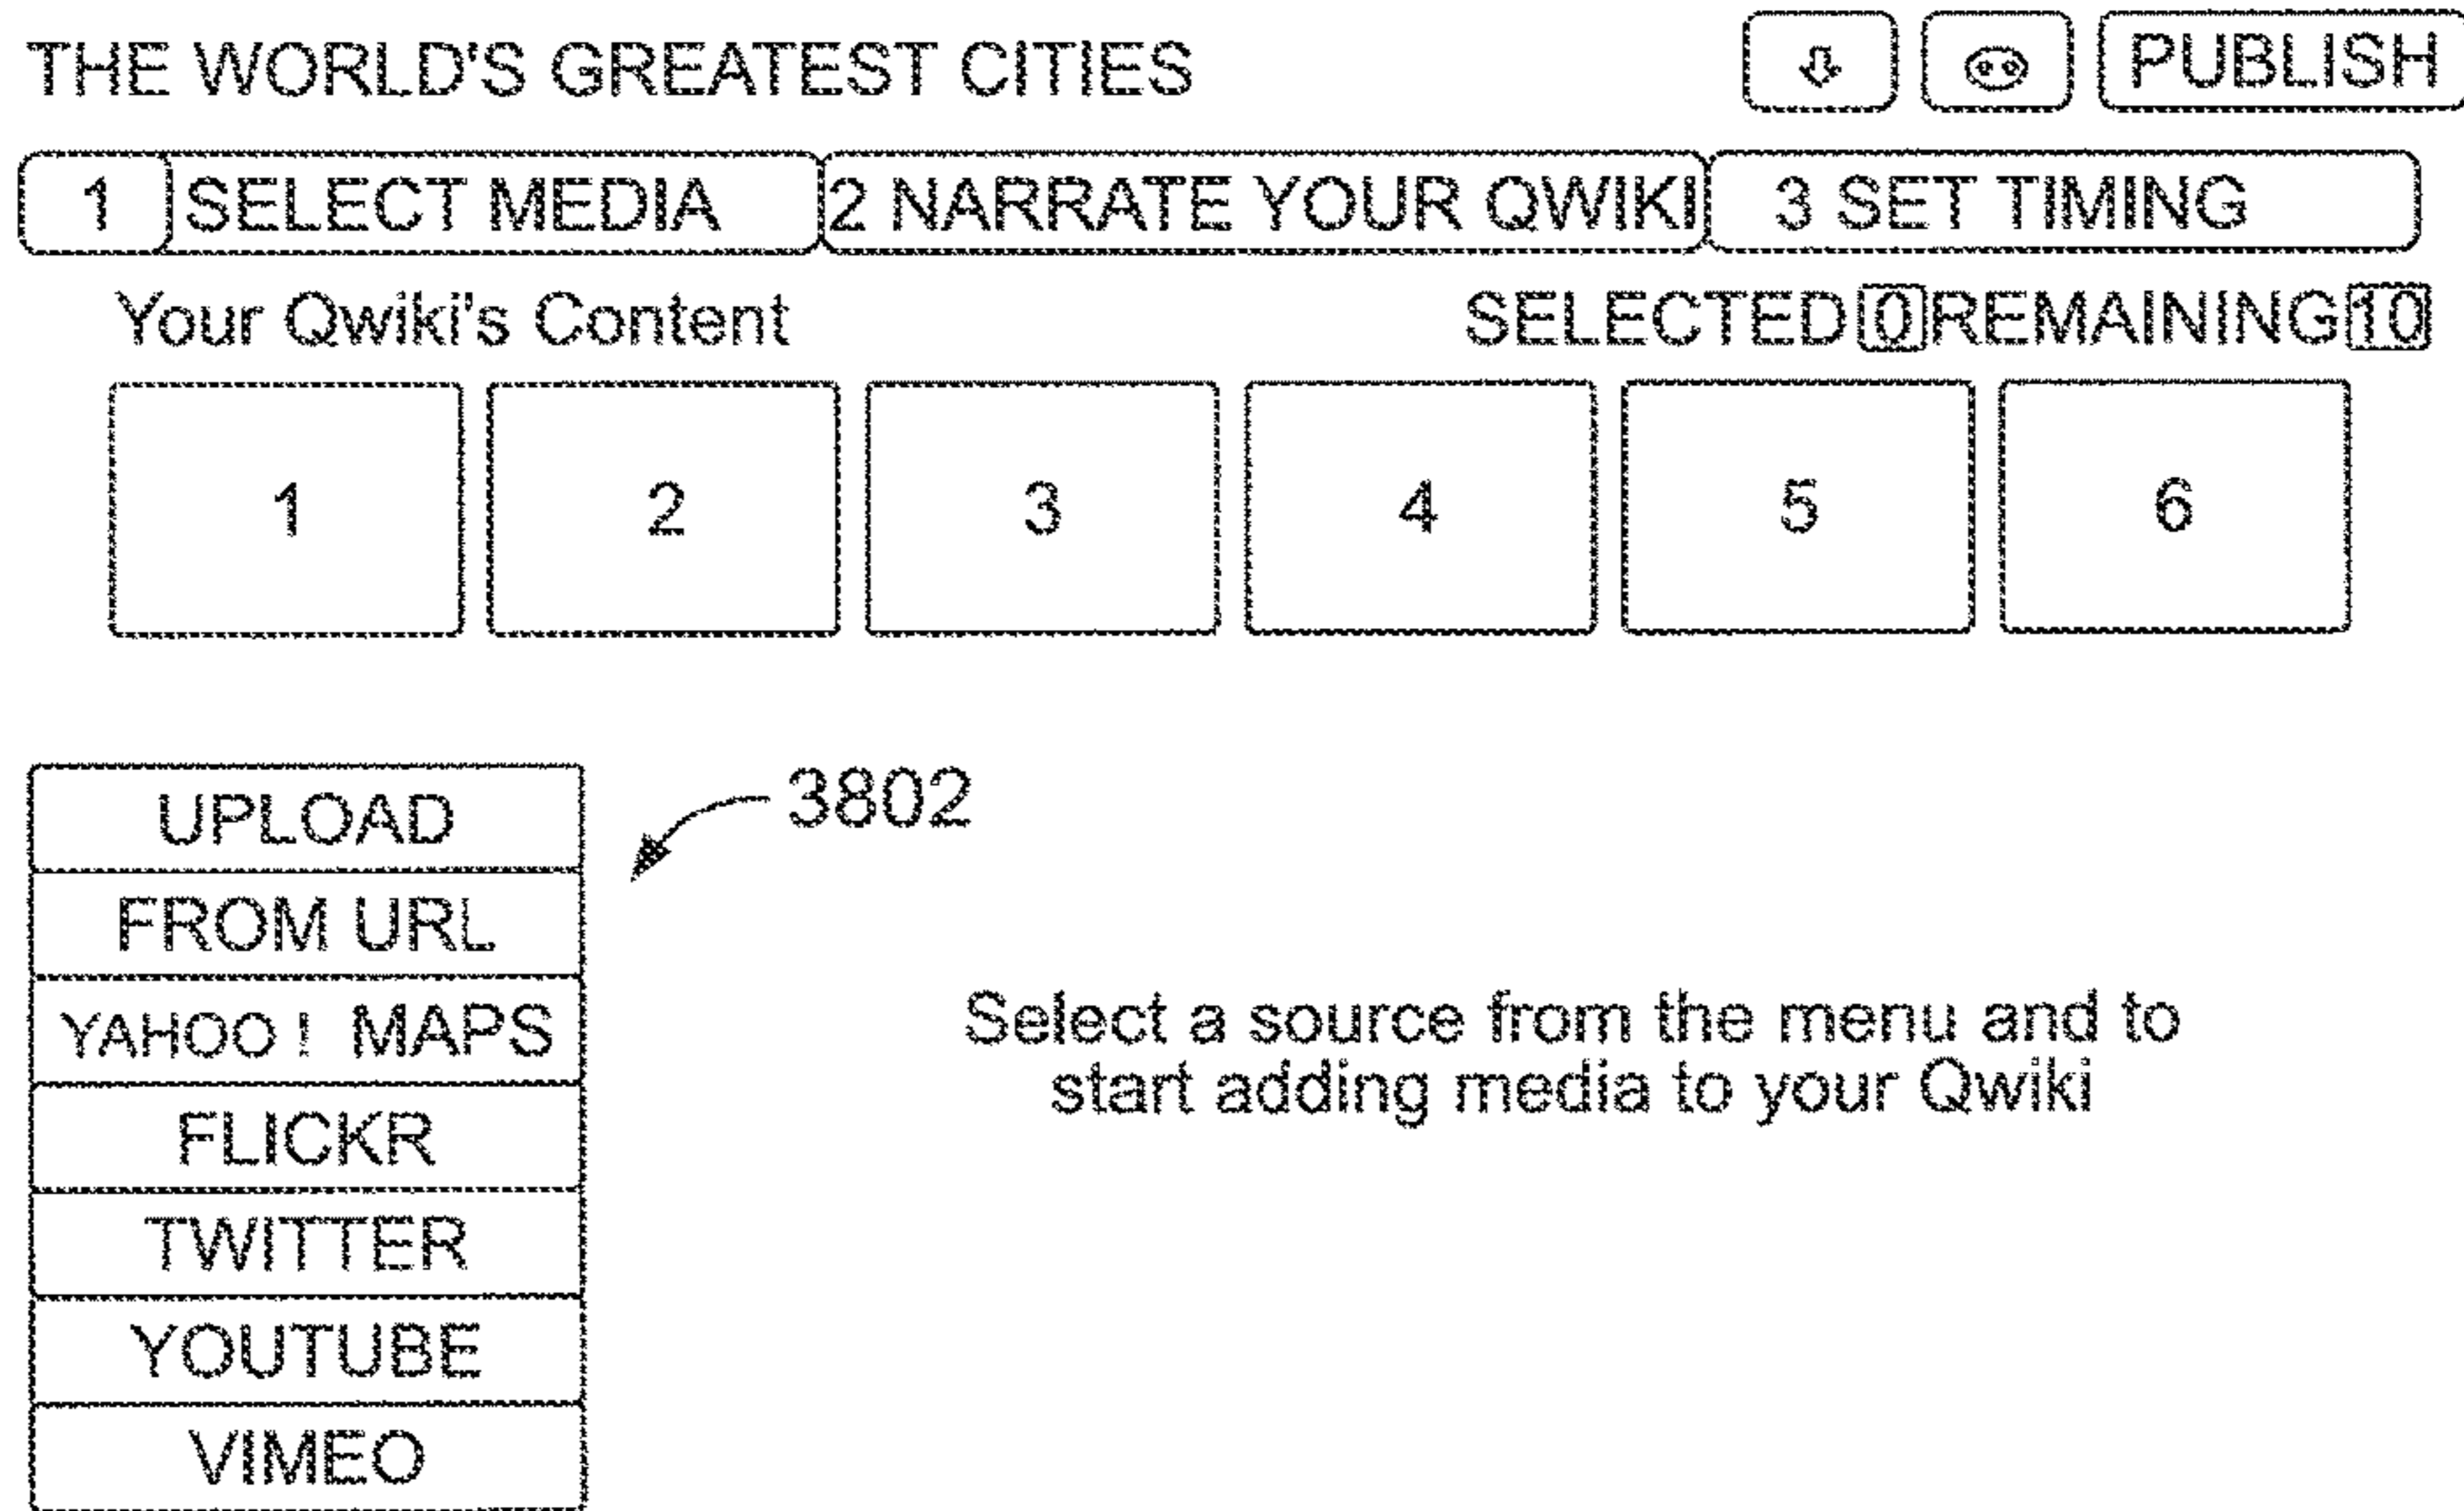 THE WORLD'S GREATEST CITIES PUBLISH
1 SELECT MEDIA 2 NARRATE YOUR QWIKI 3 SET TIMING
Your Qwiki's Content SELECTED 0 REMAINING 10
1 2 3 4 5 6
3802
UPLOAD
FROM URL
YAHOO ! MAPS
FLICKR
TWITTER
YOUTUBE
VIMEO
Select a source from the menu and to
start adding media to your Qwiki